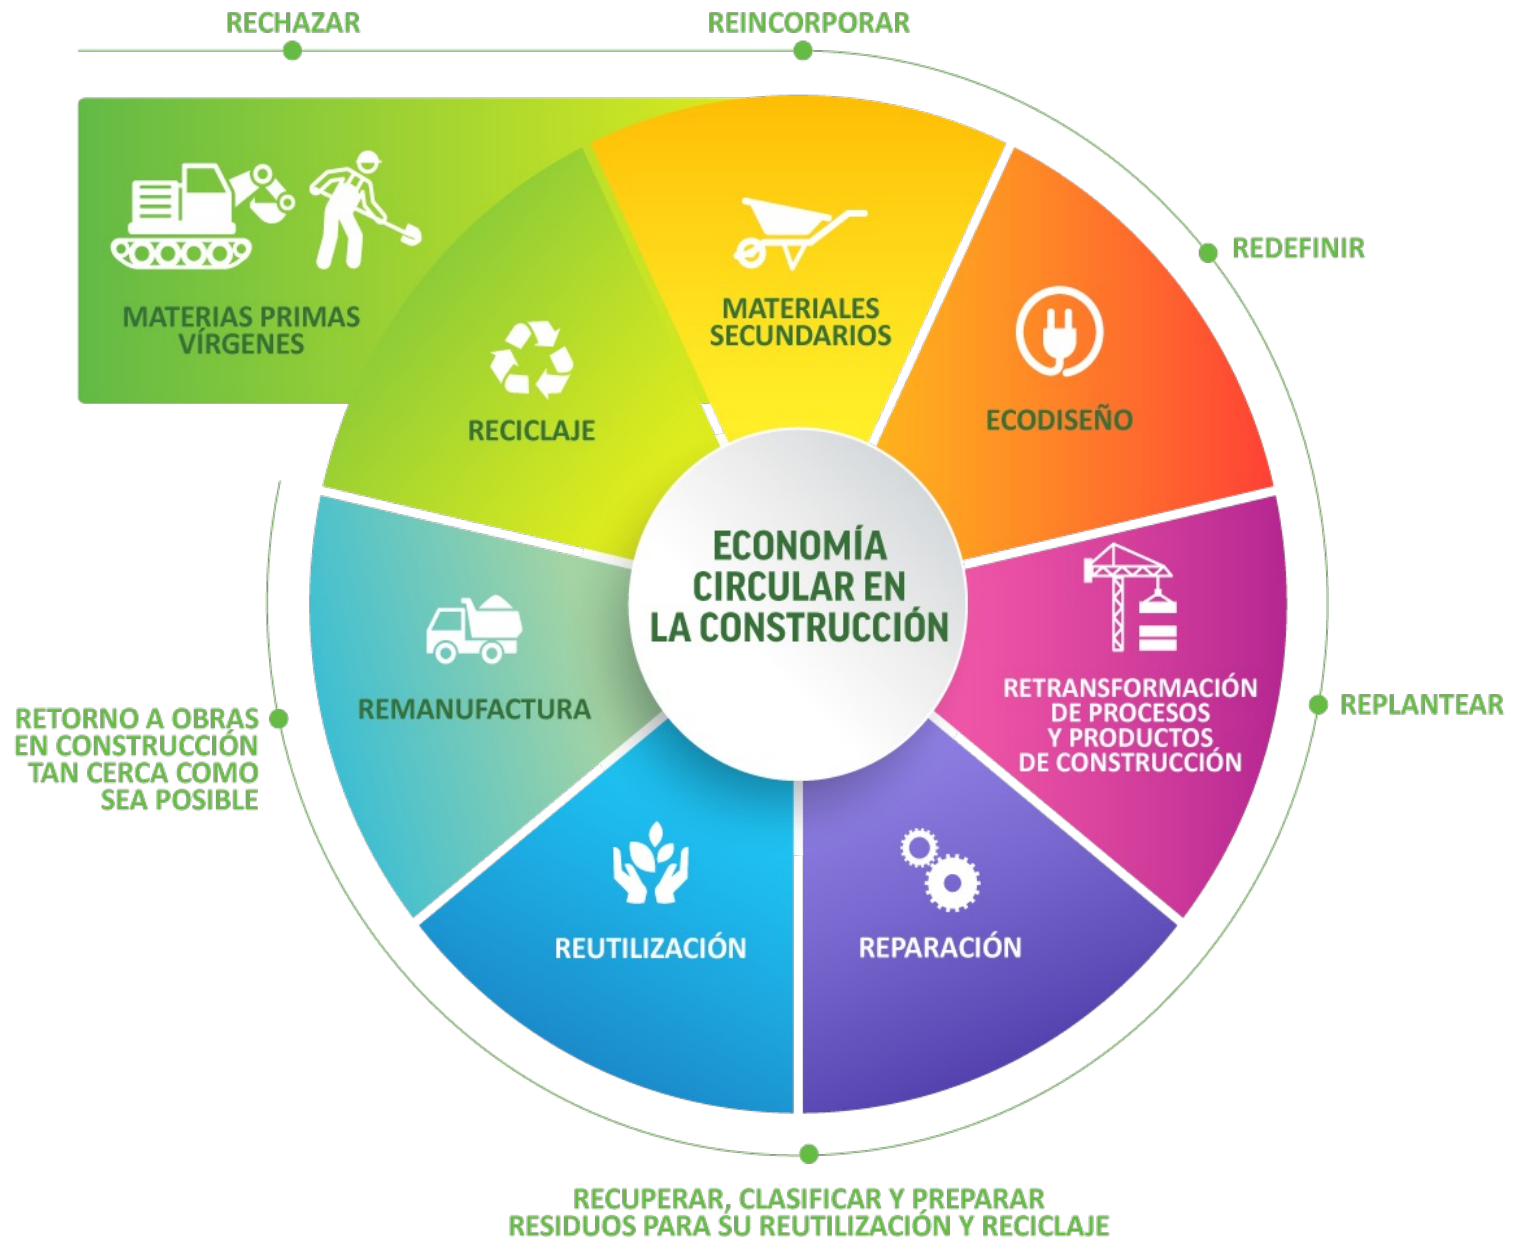 RECHAZAR
REINCORPORAR
REDEFINIR
MATERIAS PRIMAS
VÍRGENES
RECICLAJE
MATERIALES
SECUNDARIOS
ECODISEÑO
ECONOMÍA
CIRCULAR EN
LA CONSTRUCCIÓN
RETRANSFORMACIÓN
DE PROCESOS
Y PRODUCTOS
DE CONSTRUCCIÓN
REPLANTEAR
REMANUFACTURA
RETORNO A OBRAS
EN CONSTRUCCIÓN
TAN CERCA COMO
SEA POSIBLE
REUTILIZACIÓN
REPARACIÓN
RECUPERAR, CLASIFICAR Y PREPARAR
RESIDUOS PARA SU REUTILIZACIÓN Y RECICLAJE